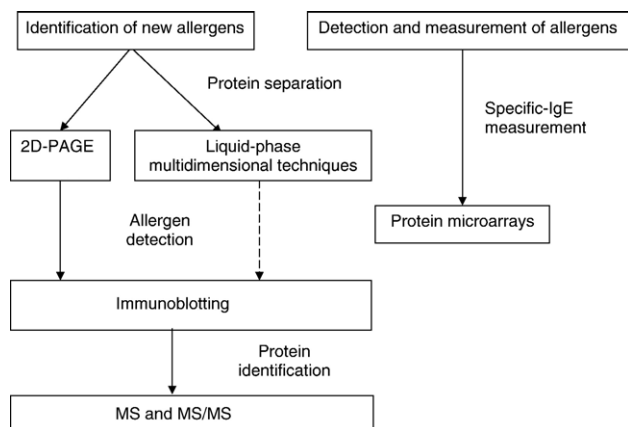 Identification of new allergens
Detection and measurement of allergens
Protein separation
Specific-IgE
measurement
2D-PAGE
Liquid-phase
multidimensional techniques
Protein microarrays
Allergen
detection
Immunoblotting
Protein
identification
MS and MS/MS